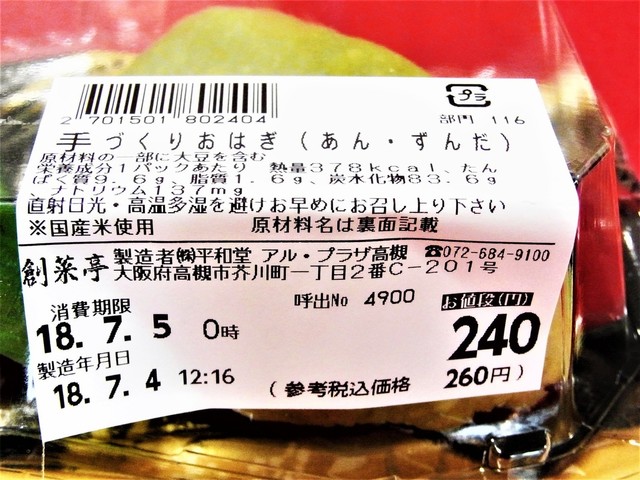 2 701501 802404
プラ
部門 116
手づくりおはぎ(あん・ずんだ)
原材料の一部に大豆を含む
栄養成分1パックあたり 熱量378kcal、たん
ぱく質9.8g、脂質1.6g、炭水化物83.6g
、ナトリウム137mg
直射日光・高温多湿を避けお早めにお召し上り下さい
※国産米使用 原材料名は裏面記載
創菜亭 製造者㈱平和堂 アル・プラザ高槻 ☎072-684-9100
大阪府高槻市芥川町一丁目2番C-201号
消費期限 呼出No 4900 お値段(円)
18.7.5 0時 240
製造年月日
18.7.4 12:16 (参考税込価格 260円)